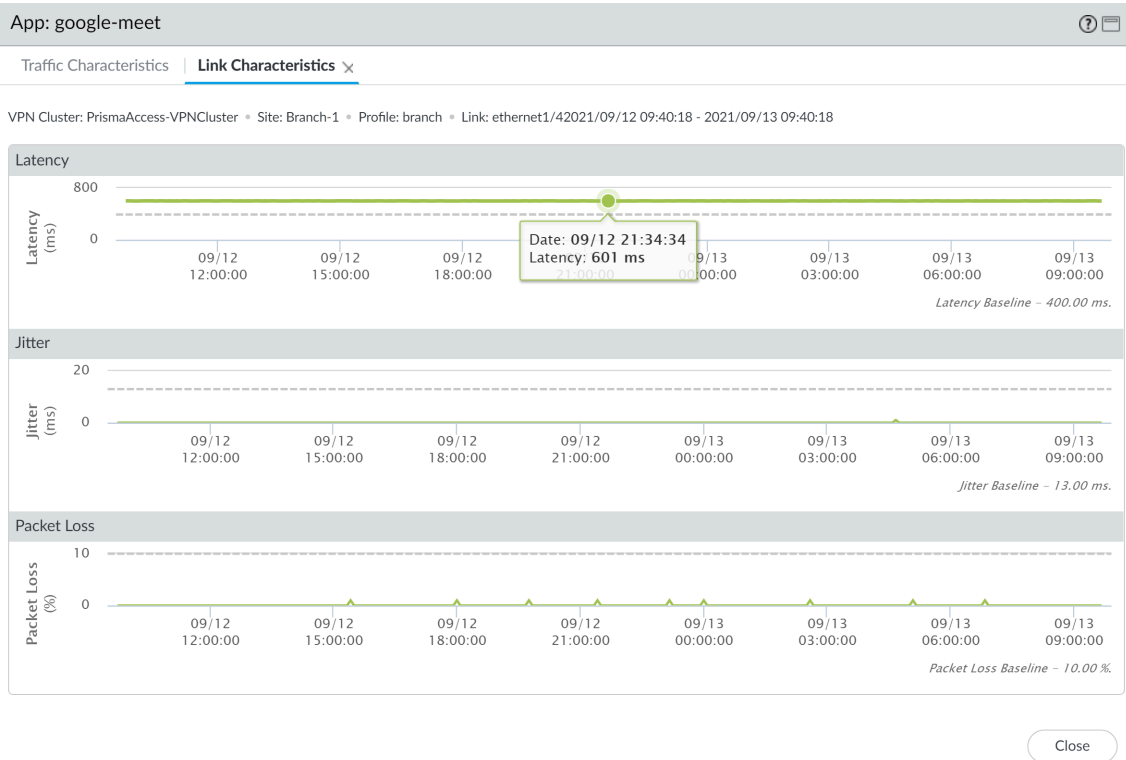 App: google-meet
Traffic Characteristics
Link Characteristics
VPN Cluster: PrismaAccess-VPNCluster • Site: Branch-1 • Profile: branch • Link: ethernet1/42021/09/12 09:40:18 - 2021/09/13 09:40:18
Latency
800
0
Latency
(ms)
Date: 09/12 21:34:34
Latency: 601 ms
09/12 09/12 09/12 9/13 09/13 09/13 09/13
12:00:00 15:00:00 18:00:00 21:00:00 00:00:00 03:00:00 06:00:00 09:00:00
Latency Baseline – 400.00 ms.
Jitter
20
0
Jitter
(ms)
09/12 09/12 09/12 09/12 09/13 09/13 09/13 09/13
12:00:00 15:00:00 18:00:00 21:00:00 00:00:00 03:00:00 06:00:00 09:00:00
Jitter Baseline – 13.00 ms.
Packet Loss
10
0
Packet Loss
(%)
09/12 09/12 09/12 09/12 09/13 09/13 09/13 09/13
12:00:00 15:00:00 18:00:00 21:00:00 00:00:00 03:00:00 06:00:00 09:00:00
Packet Loss Baseline – 10.00 %.
Close